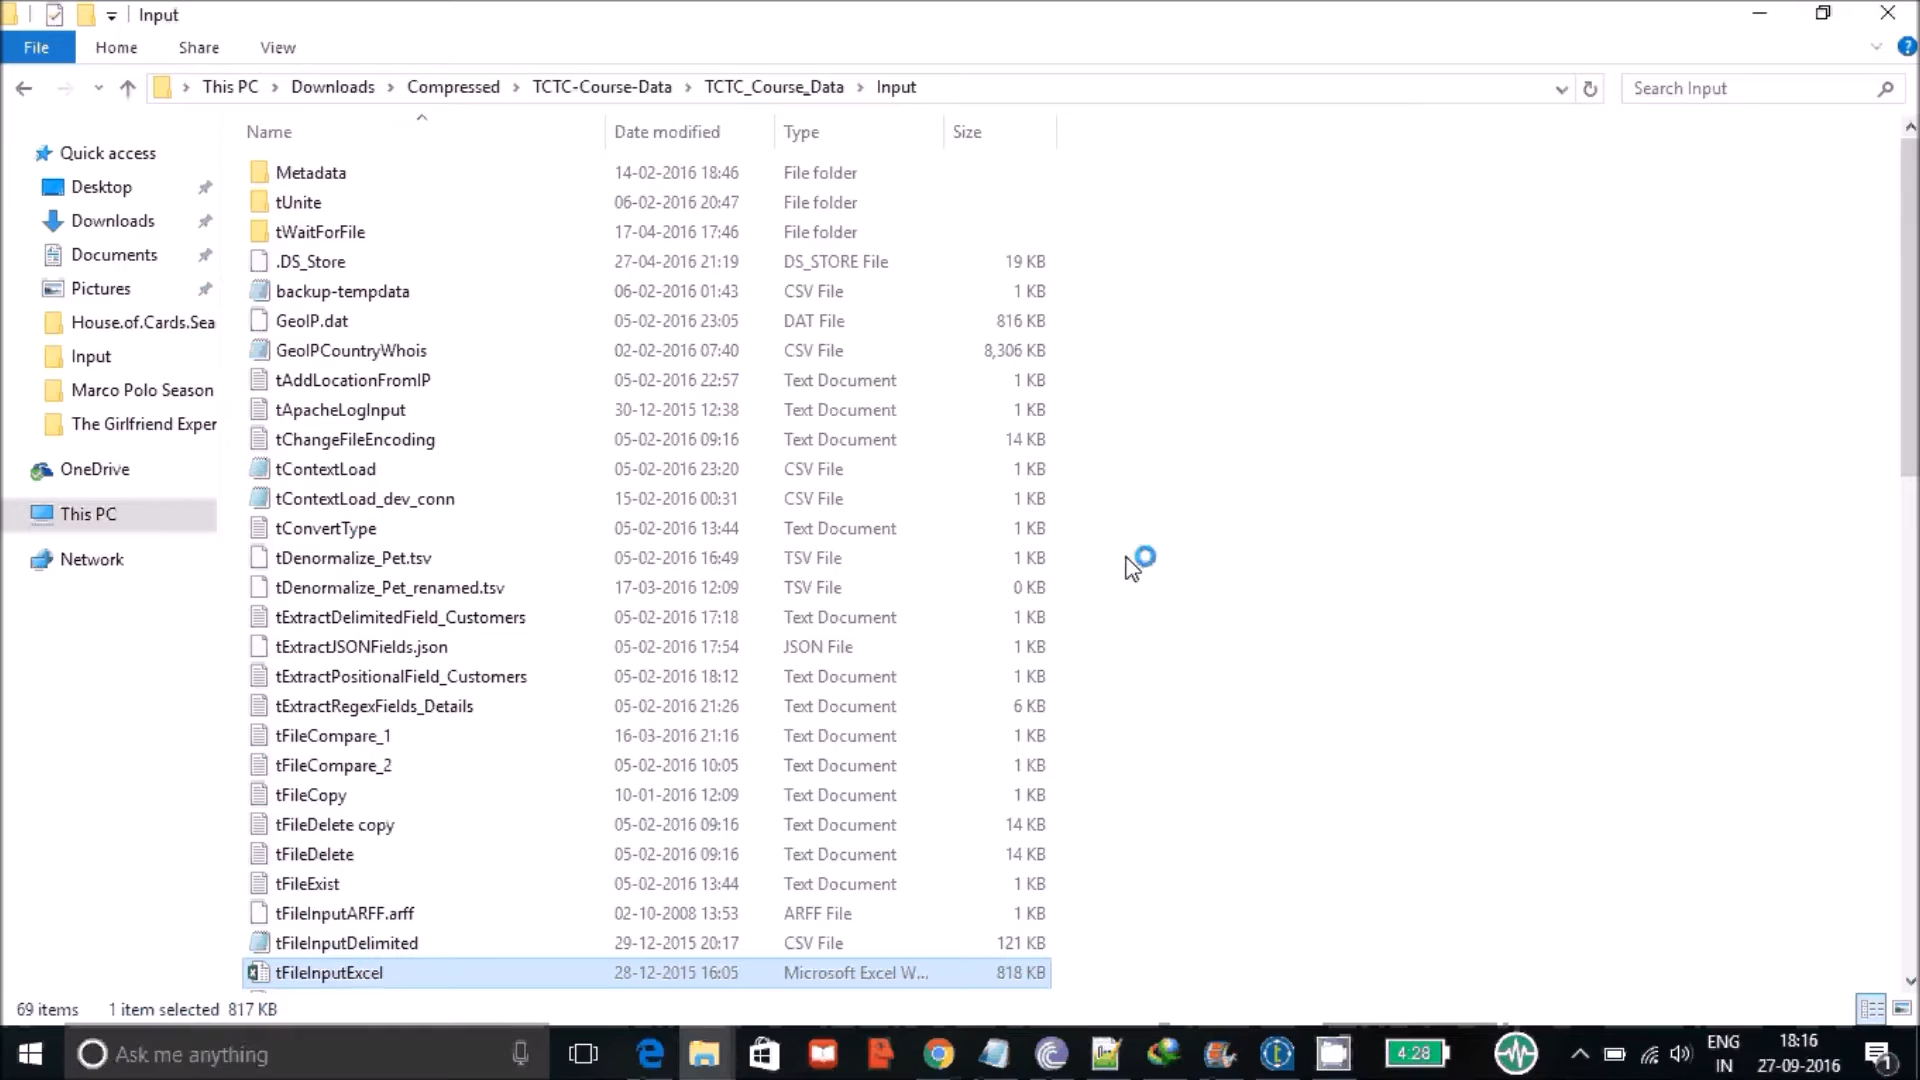 Input
File Home Share View
This PC Downloads Compressed TCTC-Course-Data TCTC_Course_Data Input Search Input
Name Date modified Type Size
Quick access
Desktop
Downloads
Documents
Pictures
House.of.Cards.Sea
Input
Marco Polo Season
The Girlfriend Exper
OneDrive
This PC
Network
Metadata 14-02-2016 18:46 File folder
tUnite 06-02-2016 20:47 File folder
tWaitForFile 17-04-2016 17:46 File folder
.DS_Store 27-04-2016 21:19 DS_STORE File 19 KB
backup-tempdata 06-02-2016 01:43 CSV File 1 KB
GeoIP.dat 05-02-2016 23:05 DAT File 816 KB
GeoIPCountryWhois 02-02-2016 07:40 CSV File 8,306 KB
tAddLocationFromIP 05-02-2016 22:57 Text Document 1 KB
tApacheLogInput 30-12-2015 12:38 Text Document 1 KB
tChangeFileEncoding 05-02-2016 09:16 Text Document 14 KB
tContextLoad 05-02-2016 23:20 CSV File 1 KB
tContextLoad_dev_conn 15-02-2016 00:31 CSV File 1 KB
tConvertType 05-02-2016 13:44 Text Document 1 KB
tDenormalize_Pet.tsv 05-02-2016 16:49 TSV File 1 KB
tDenormalize_Pet_renamed.tsv 17-03-2016 12:09 TSV File 0 KB
tExtractDelimitedField_Customers 05-02-2016 17:18 Text Document 1 KB
tExtractJSONFields.json 05-02-2016 17:54 JSON File 1 KB
tExtractPositionalField_Customers 05-02-2016 18:12 Text Document 1 KB
tExtractRegexFields_Details 05-02-2016 21:26 Text Document 6 KB
tFileCompare_1 16-03-2016 21:16 Text Document 1 KB
tFileCompare_2 05-02-2016 10:05 Text Document 1 KB
tFileCopy 10-01-2016 12:09 Text Document 1 KB
tFileDelete copy 05-02-2016 09:16 Text Document 14 KB
tFileDelete 05-02-2016 09:16 Text Document 14 KB
tFileExist 05-02-2016 13:44 Text Document 1 KB
tFileInputARFF.arff 02-10-2008 13:53 ARFF File 1 KB
tFileInputDelimited 29-12-2015 20:17 CSV File 121 KB
tFileInputExcel 28-12-2015 16:05 Microsoft Excel W... 818 KB
69 items 1 item selected 817 KB
Ask me anything 4:28 ENG 18:16
IN 27-09-2016 1